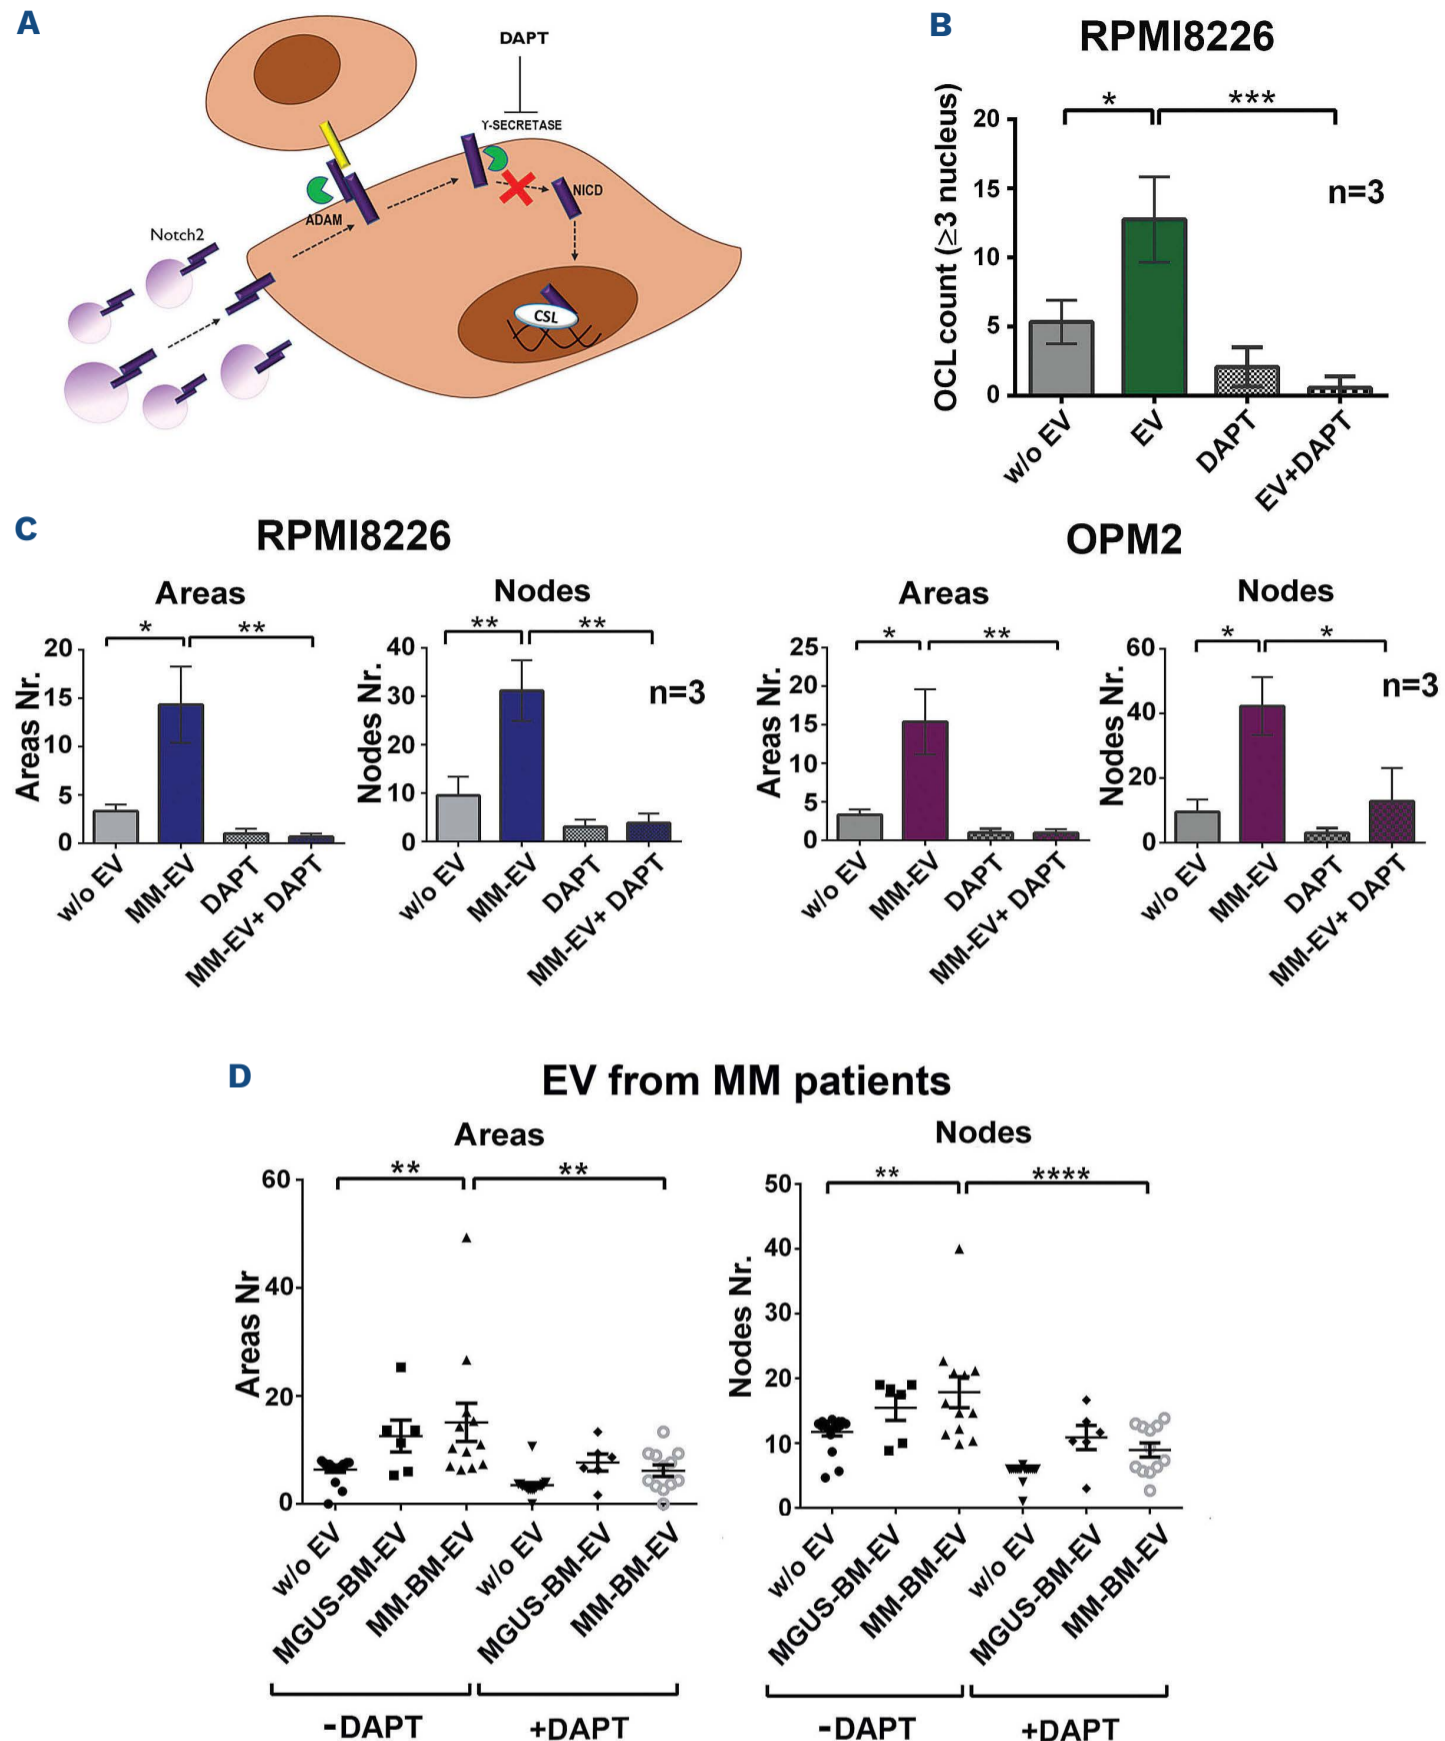 A
DAPT
γ-SECRETASE
ADAM
NICD
Notch2
CSL
B
RPMI8226
OCL count (≥3 nucleus)
20
15
10
5
0
* ***
n=3
w/o EV
EV
DAPT
EV+DAPT
C
RPMI8226
Areas
Areas Nr.
20
15
10
5
0
* **
w/o EV
MM-EV
DAPT
MM-EV+ DAPT
Nodes
Nodes Nr.
40
30
20
10
0
** **
n=3
w/o EV
MM-EV
DAPT
MM-EV+ DAPT
OPM2
Areas
Areas Nr.
25
20
15
10
5
0
* **
w/o EV
MM-EV
DAPT
MM-EV+ DAPT
Nodes
Nodes Nr.
60
40
20
0
* *
n=3
w/o EV
MM-EV
DAPT
MM-EV+ DAPT
D
EV from MM patients
Areas
Areas Nr
60
40
20
0
** **
w/o EV
MGUS-BM-EV
MM-BM-EV
w/o EV
MGUS-BM-EV
MM-BM-EV
-DAPT
+DAPT
Nodes
Nodes Nr.
50
40
30
20
10
0
** ****
w/o EV
MGUS-BM-EV
MM-BM-EV
w/o EV
MGUS-BM-EV
MM-BM-EV
-DAPT
+DAPT